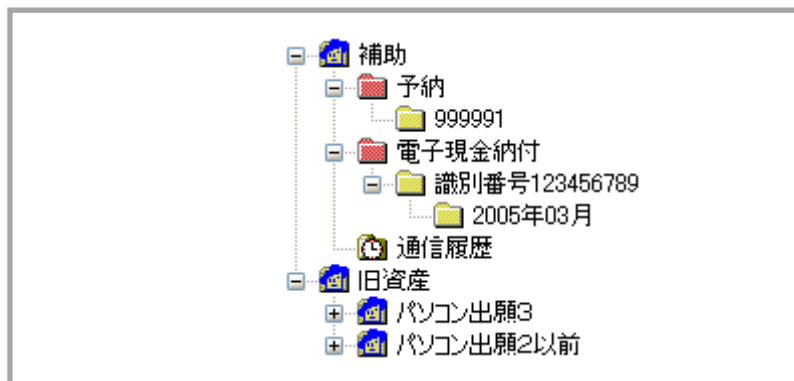 補助
予納
999991
電子現金納付
識別番号123456789
2005年03月
通信履歴
旧資産
パソコン出願3
パソコン出願2以前